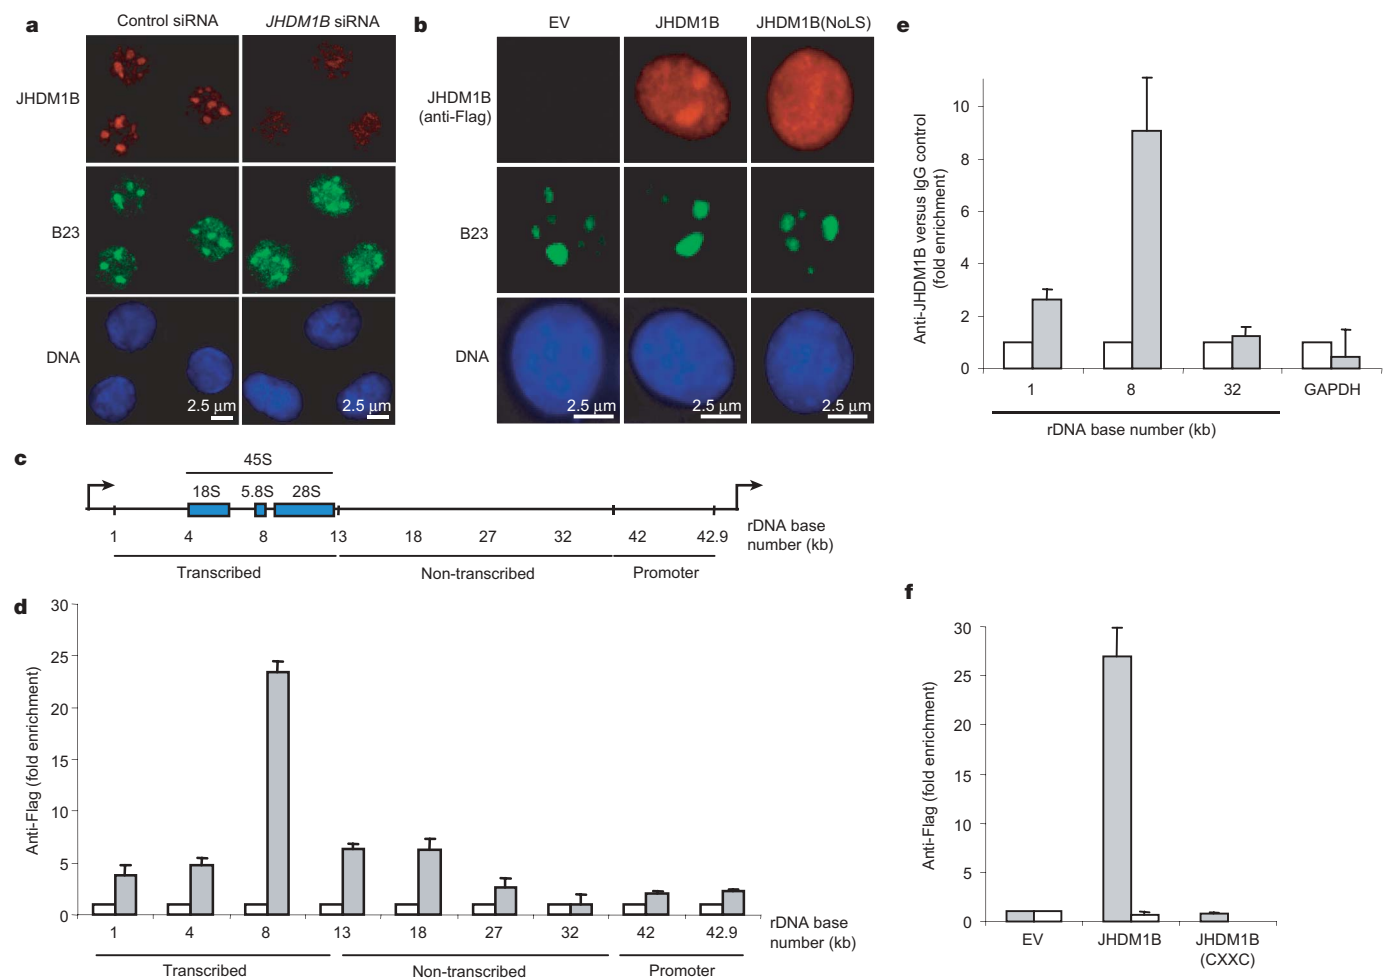 a
Control siRNA
JHDM1B siRNA
JHDM1B
B23
DNA
2.5 μm
2.5 μm
b
EV
JHDM1B
JHDM1B(NoLS)
JHDM1B
(anti-Flag)
B23
DNA
2.5 μm
2.5 μm
2.5 μm
c
45S
18S
5.8S
28S
1
4
8
13
18
27
32
42
42.9
rDNA base
number (kb)
Transcribed
Non-transcribed
Promoter
d
Anti-Flag (fold enrichment)
30
25
20
15
10
5
0
1
4
8
13
18
27
32
42
42.9
rDNA base
number (kb)
Transcribed
Non-transcribed
Promoter
e
Anti-JHDM1B versus IgG control
(fold enrichment)
10
8
6
4
2
0
1
8
32
GAPDH
rDNA base number (kb)
f
Anti-Flag (fold enrichment)
30
25
20
15
10
5
0
EV
JHDM1B
JHDM1B
(CXXC)